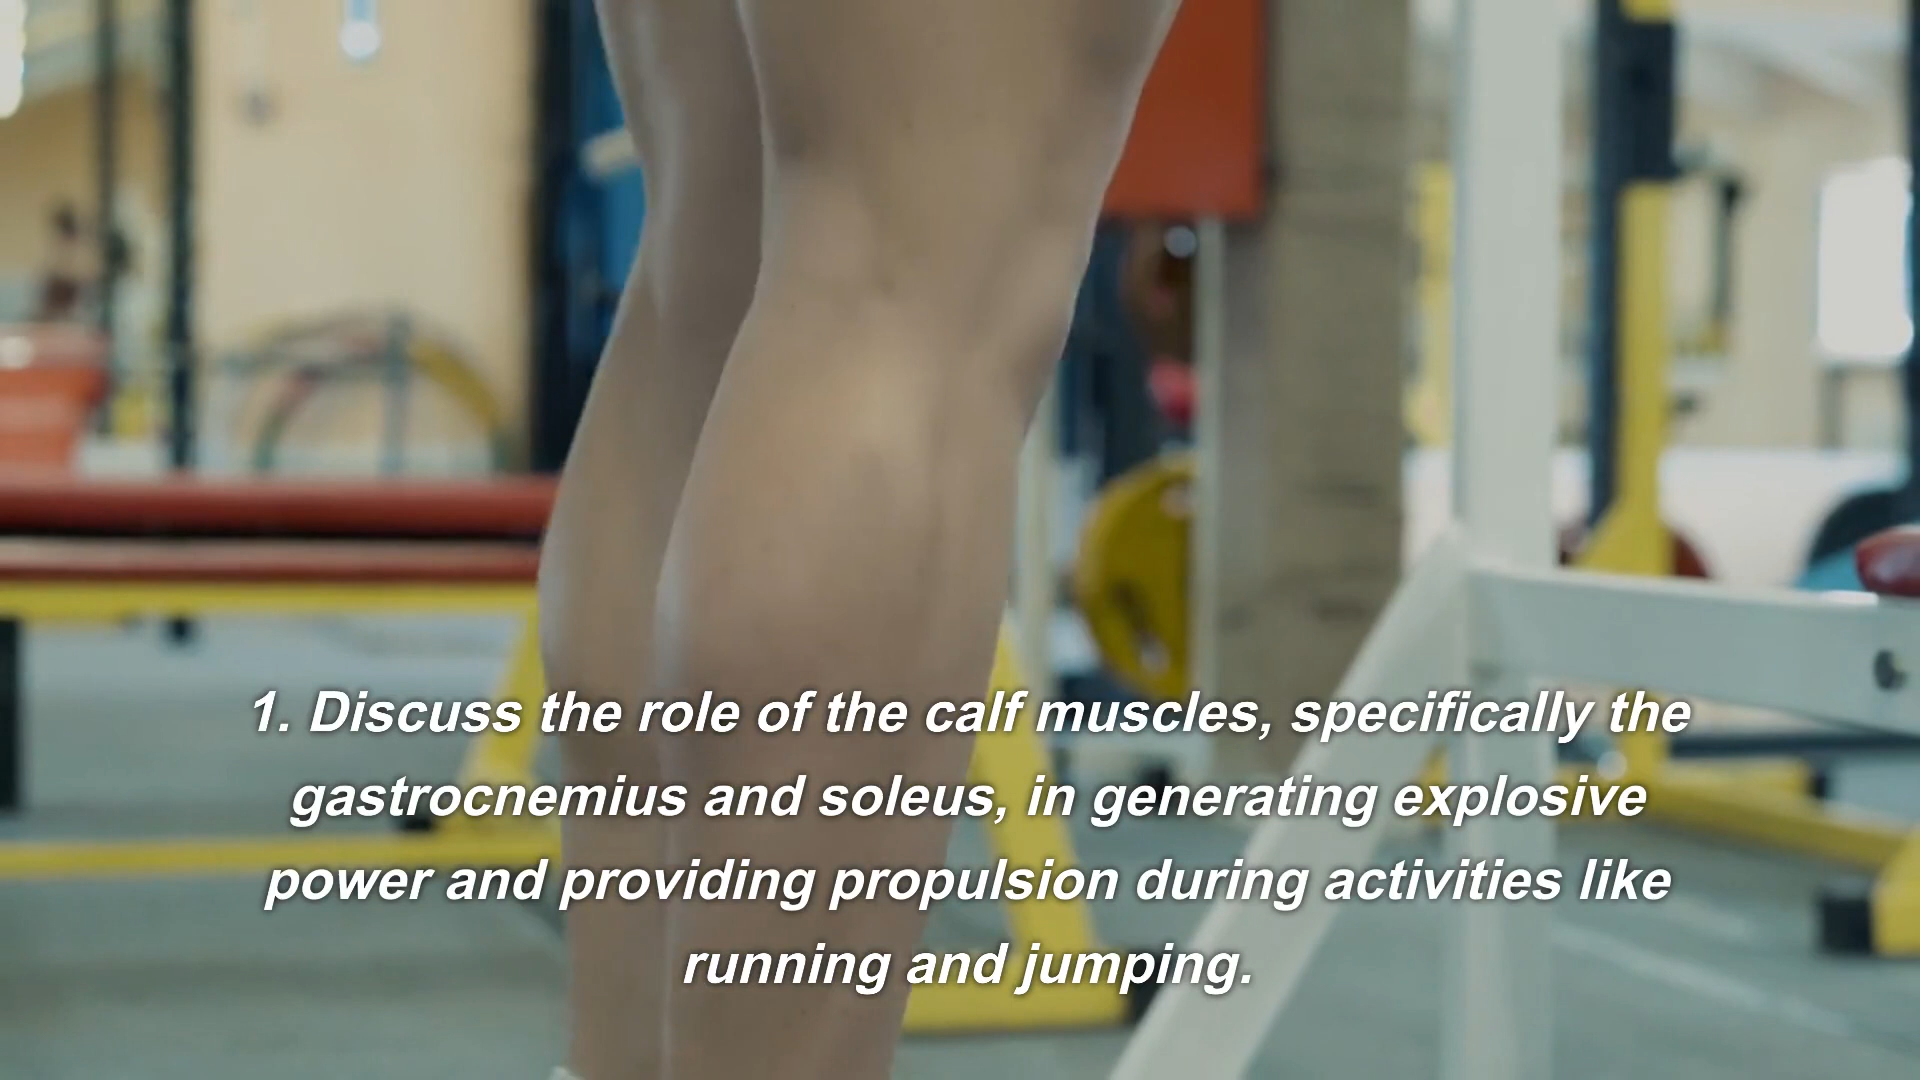 1. Discuss the role of the calf muscles, specifically the
gastrocnemius and soleus, in generating explosive
power and providing propulsion during activities like
running and jumping.